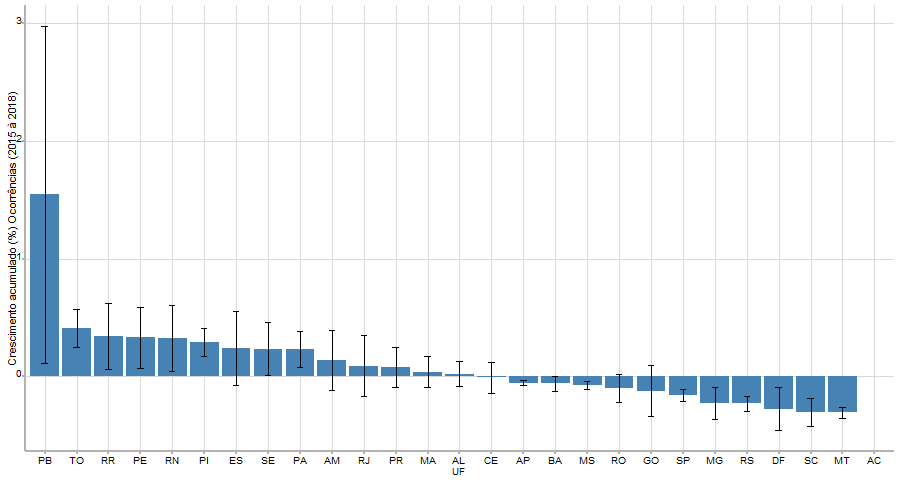 Crescimento acumulado (%) Ocorrências (2015 à 2018)
3
2
1
0
PB TO RR PE RN PI ES SE PA AM RJ PR MA AL CE AP BA MS RO GO SP MG RS DF SC MT AC
UF